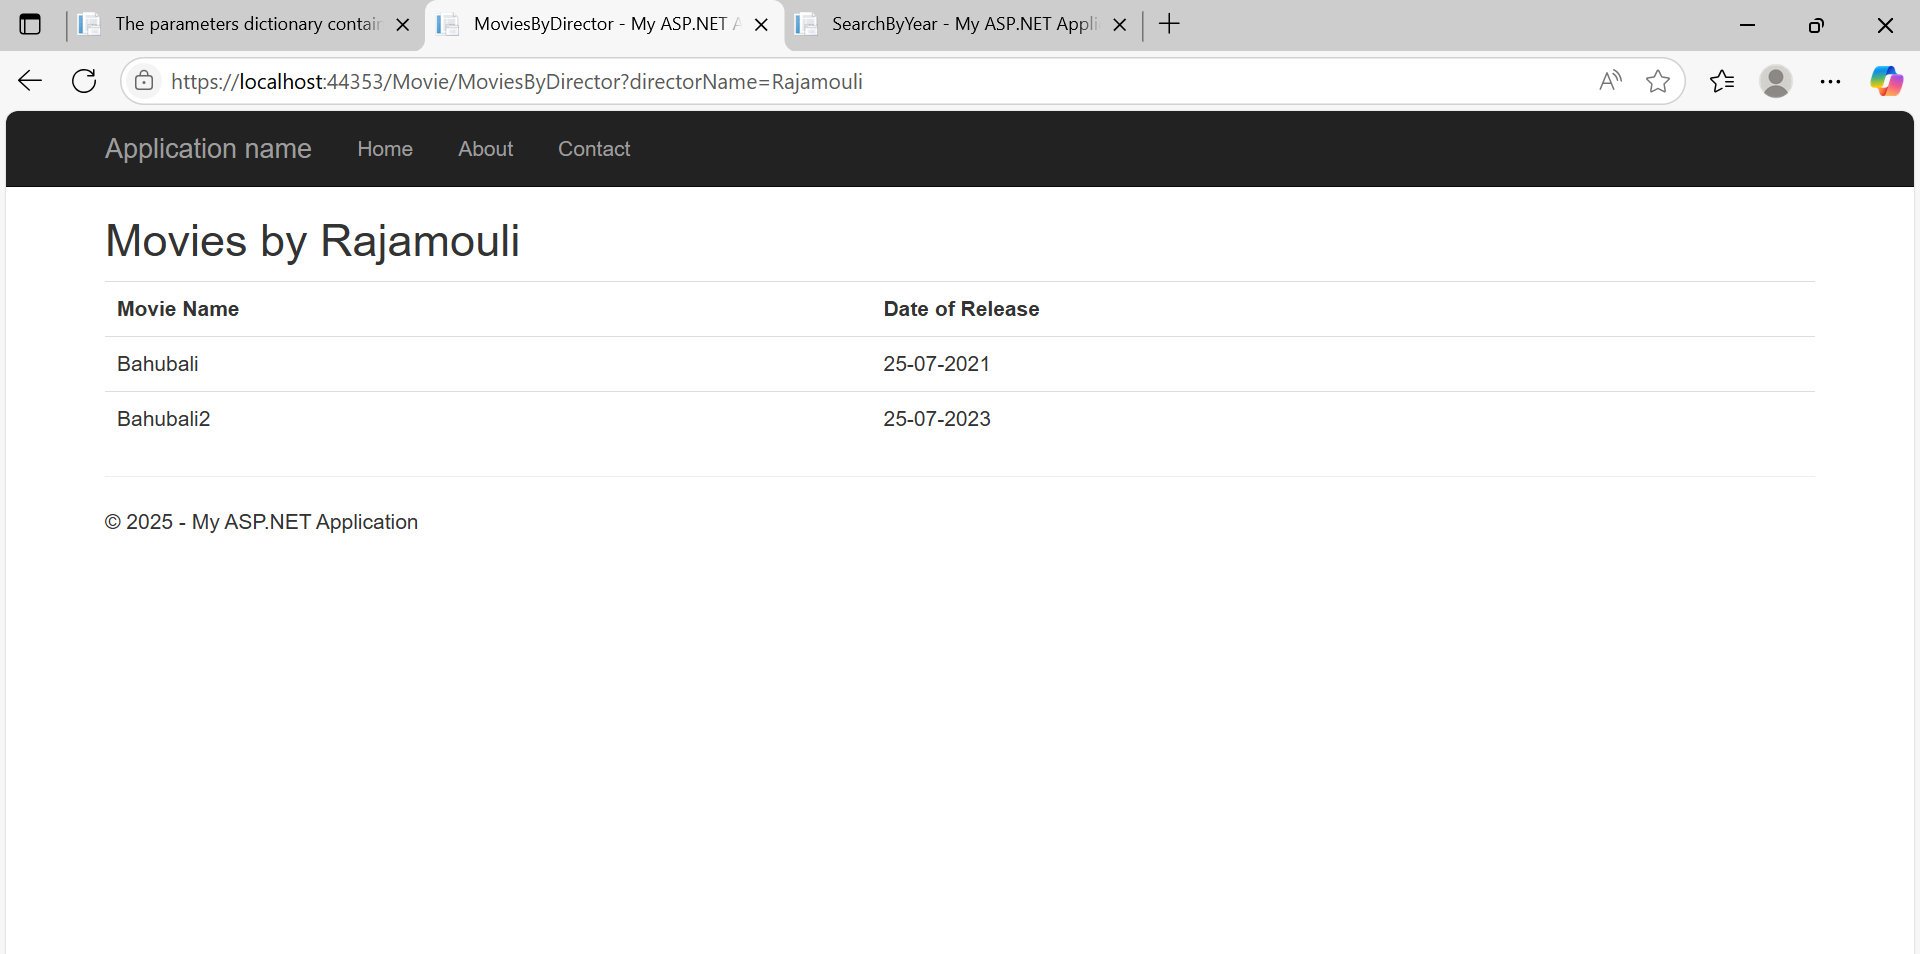 The parameters dictionary contain
MoviesByDirector - My ASP.NET A
SearchByYear - My ASP.NET Appli
https://localhost:44353/Movie/MoviesByDirector?directorName=Rajamouli
Application name Home About Contact
Movies by Rajamouli
Movie Name Date of Release
Bahubali 25-07-2021
Bahubali2 25-07-2023
© 2025 - My ASP.NET Application